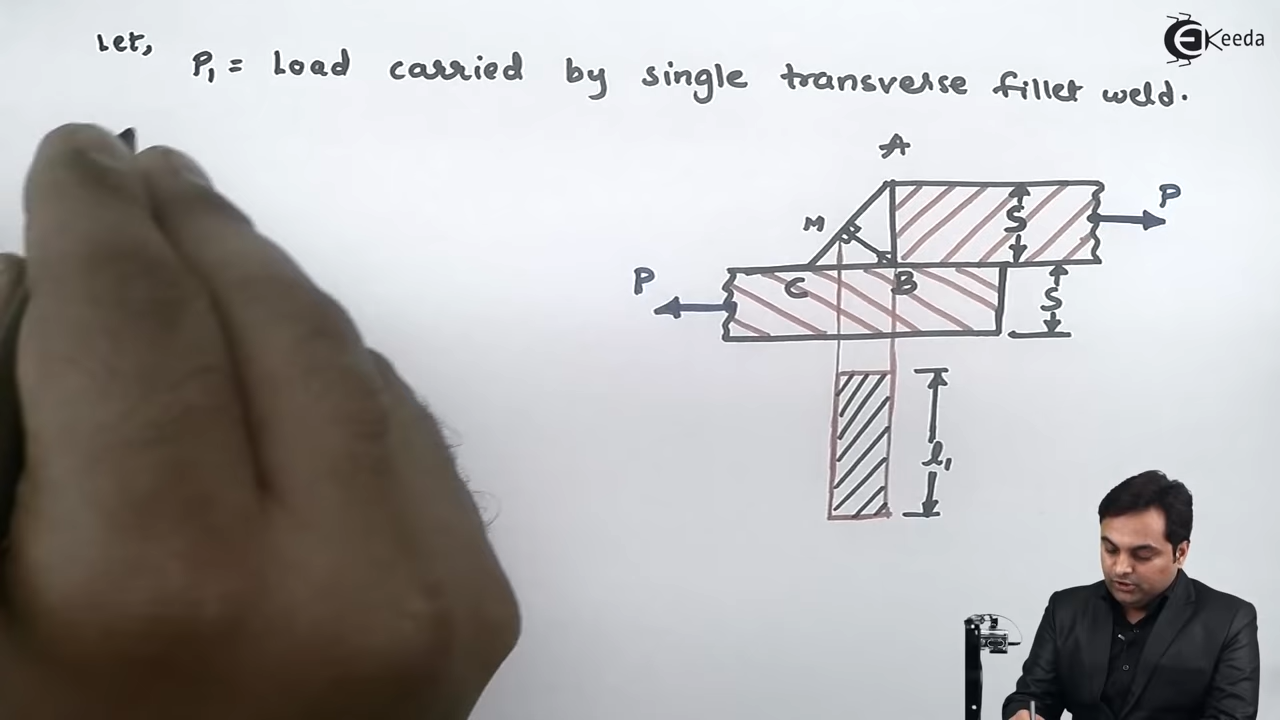 Let,
P₁ = Load carried by single transverse fillet weld.
EKeeda
A
P
S
M
P
C
B
S
l₁